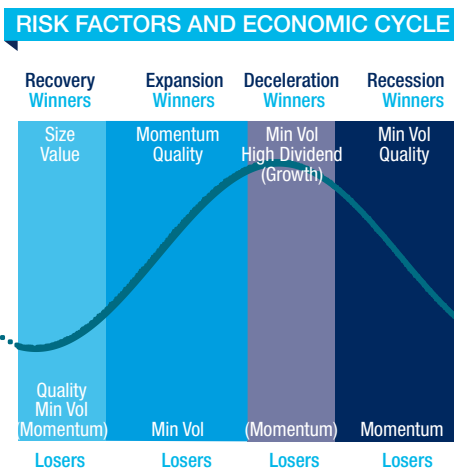 RISK FACTORS AND ECONOMIC CYCLE
Recovery
Winners
Expansion
Winners
Deceleration
Winners
Recession
Winners
Size
Value
Momentum
Quality
Min Vol
High Dividend
(Growth)
Min Vol
Quality
Quality
Min Vol
(Momentum)
Min Vol
(Momentum)
Momentum
Losers
Losers
Losers
Losers